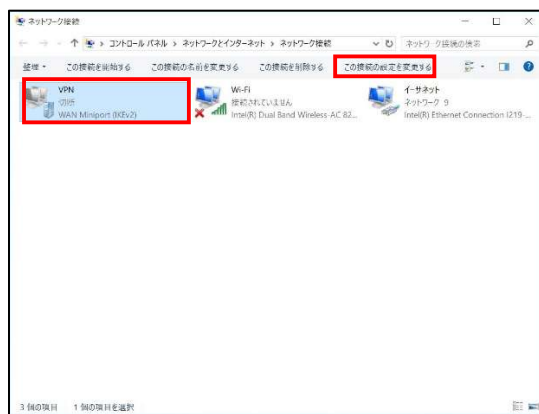 ネットワーク接続
コントロール パネル › ネットワークとインターネット › ネットワーク接続
ネットワーク接続の検索
整理 この接続を開始する この接続の名前を変更する この接続を削除する この接続の設定を変更する
VPN
切断
WAN Miniport (IKEv2)
Wi-Fi
接続されていません
Intel(R) Dual Band Wireless-AC 82...
イーサネット
ネットワーク 9
Intel(R) Ethernet Connection I219-...
3 個の項目 1 個の項目を選択